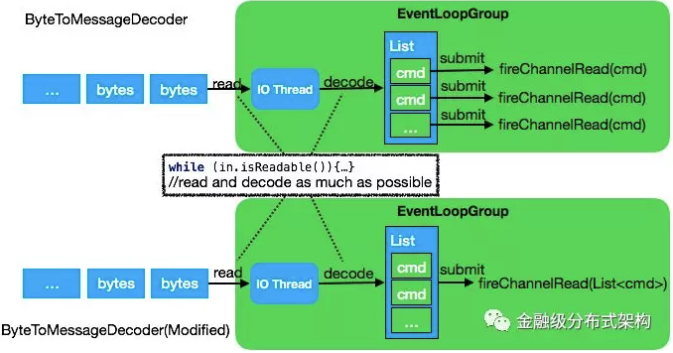 ByteToMessageDecoder
EventLoopGroup
... bytes bytes
read
IO Thread
decode
List
cmd
cmd
...
submit
submit
submit
fireChannelRead(cmd)
fireChannelRead(cmd)
fireChannelRead(cmd)
while (in.isReadable()){…}
//read and decode as much as possible
EventLoopGroup
... bytes bytes
read
IO Thread
decode
List
cmd
cmd
...
submit
fireChannelRead(List<cmd>)
ByteToMessageDecoder(Modified)
金融级分布式架构